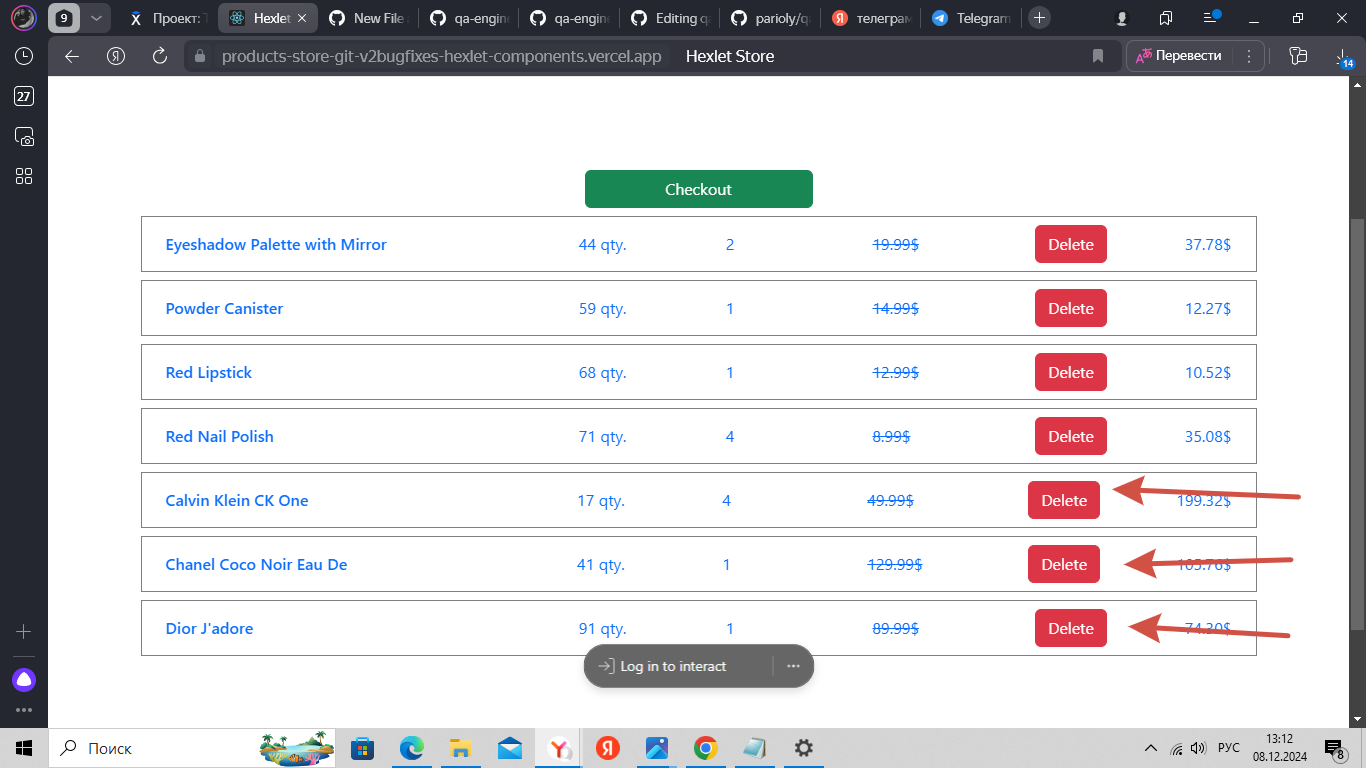 9
Проект: Т
Hexlet
New File
qa-engine
qa-engine
Editing qa
parioly/qa
телеграм
Telegram
products-store-git-v2bugfixes-hexlet-components.vercel.app Hexlet Store
Перевести
14
27
Checkout
Eyeshadow Palette with Mirror 44 qty. 2 19.99$ Delete 37.78$
Powder Canister 59 qty. 1 14.99$ Delete 12.27$
Red Lipstick 68 qty. 1 12.99$ Delete 10.52$
Red Nail Polish 71 qty. 4 8.99$ Delete 35.08$
Calvin Klein CK One 17 qty. 4 49.99$ Delete 199.32$
Chanel Coco Noir Eau De 41 qty. 1 129.99$ Delete 105.76$
Dior J'adore 91 qty. 1 89.99$ Delete 74.30$
Log in to interact
Поиск
РУС
13:12
08.12.2024
8